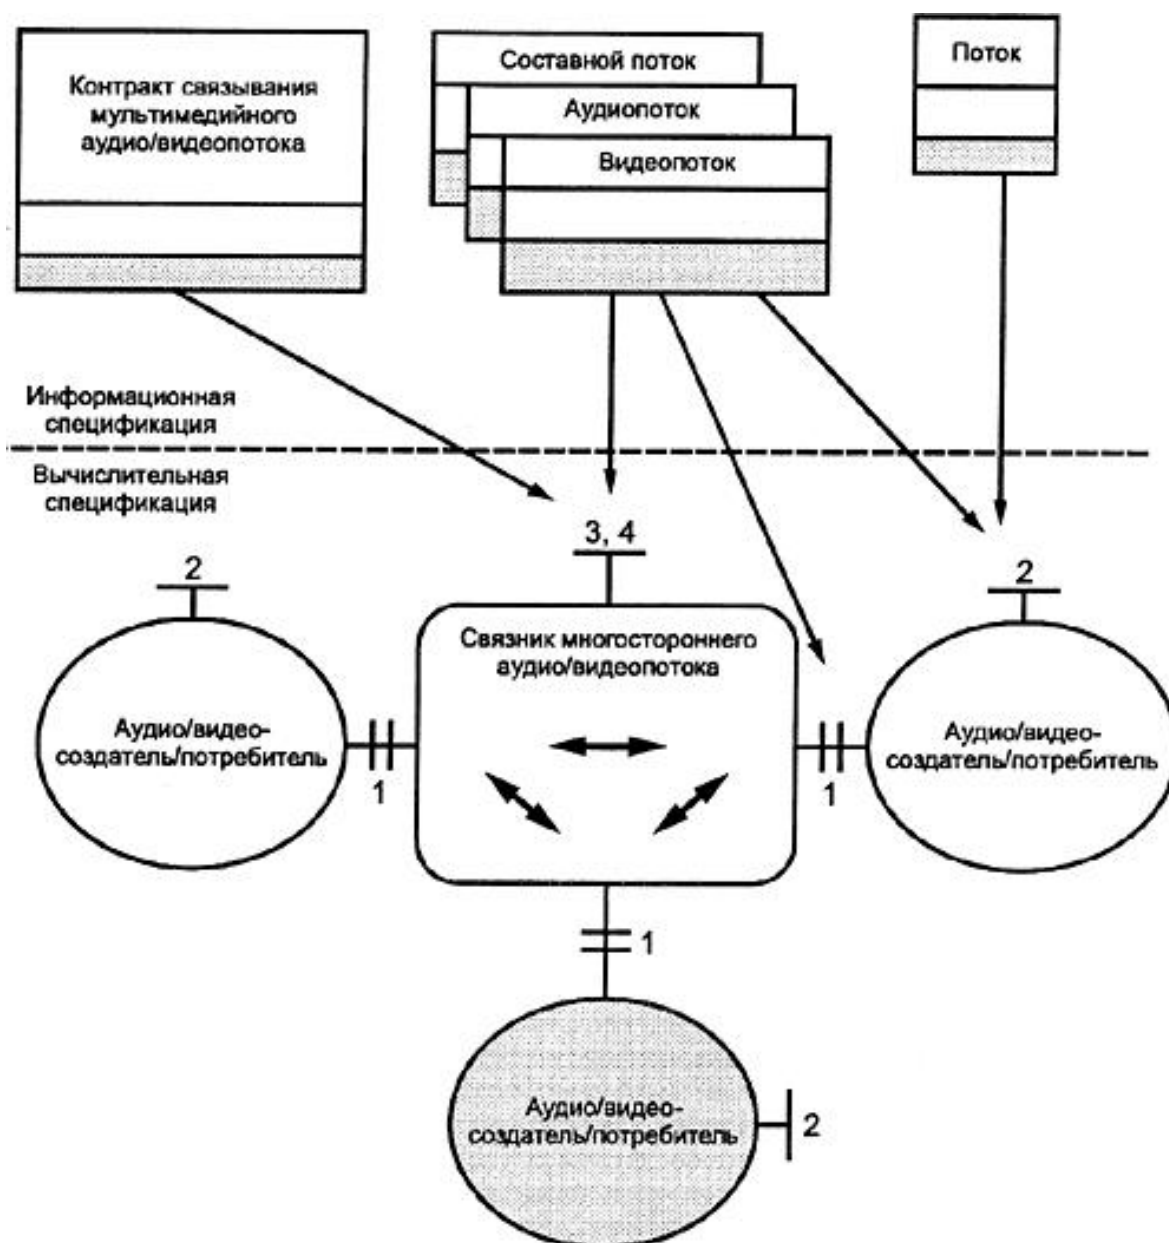 Контракт связывания
мультимедийного
аудио/видеопотока
Составной поток
Аудиопоток
Видеопоток
Поток
Информационная
спецификация
Вычислительная
спецификация
3, 4
2
2
Связник многостороннего
аудио/видеопотока
Аудио/видео-
создатель/потребитель
Аудио/видео-
создатель/потребитель
1
1
1
Аудио/видео-
создатель/потребитель
2